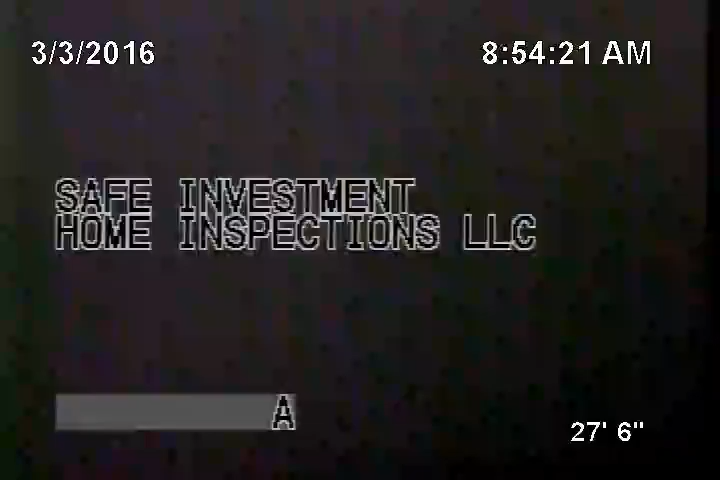 3/3/2016 8:54:21 AM
SAFE INVESTMENT
HOME INSPECTIONS LLC
A
27' 6"